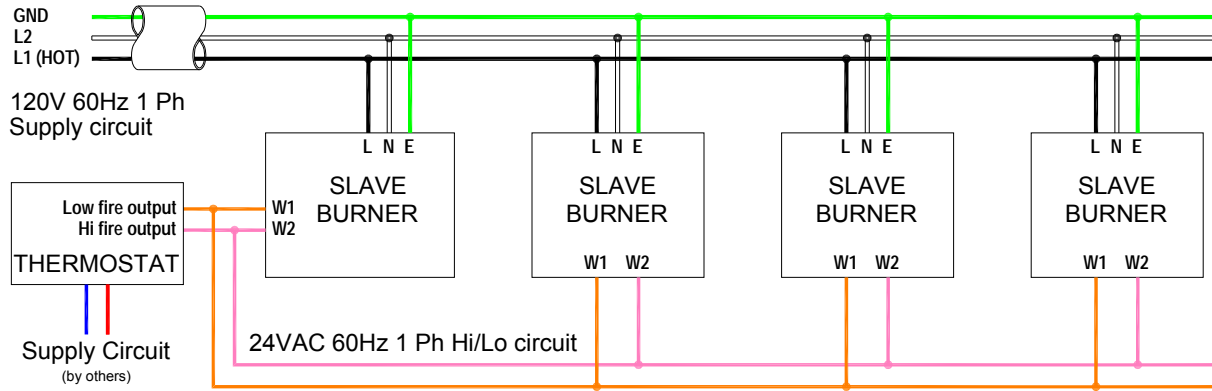 GND
L2
L1 (HOT)
120V 60Hz 1 Ph
Supply circuit
L N E
SLAVE
BURNER
W1
W2
L N E
SLAVE
BURNER
W1 W2
L N E
SLAVE
BURNER
W1 W2
L N E
SLAVE
BURNER
W1 W2
Low fire output
Hi fire output
THERMOSTAT
Supply Circuit
(by others)
24VAC 60Hz 1 Ph Hi/Lo circuit